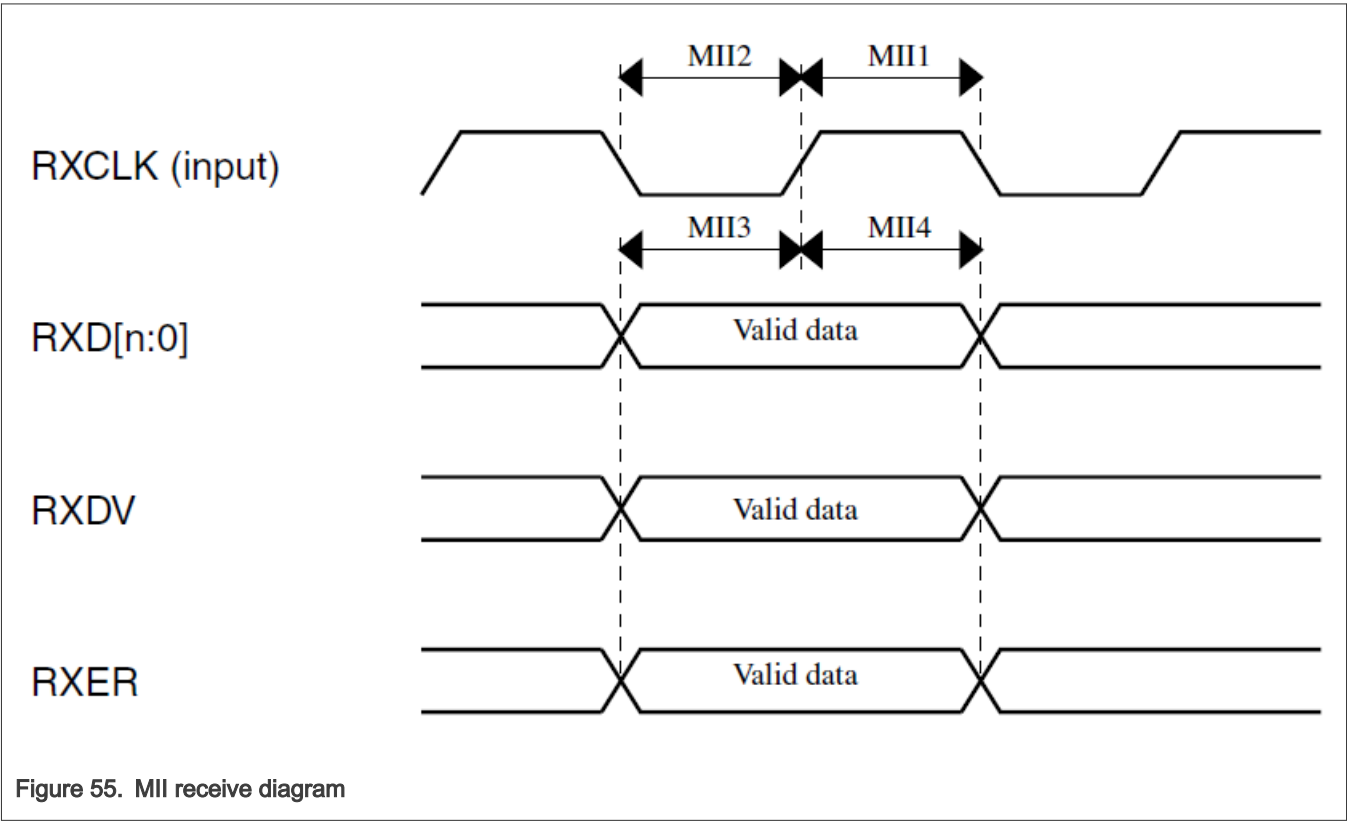 MII2 MII1
RXCLK (input)
MII3 MII4
RXD[n:0] Valid data
RXDV Valid data
RXER Valid data
Figure 55. MII receive diagram